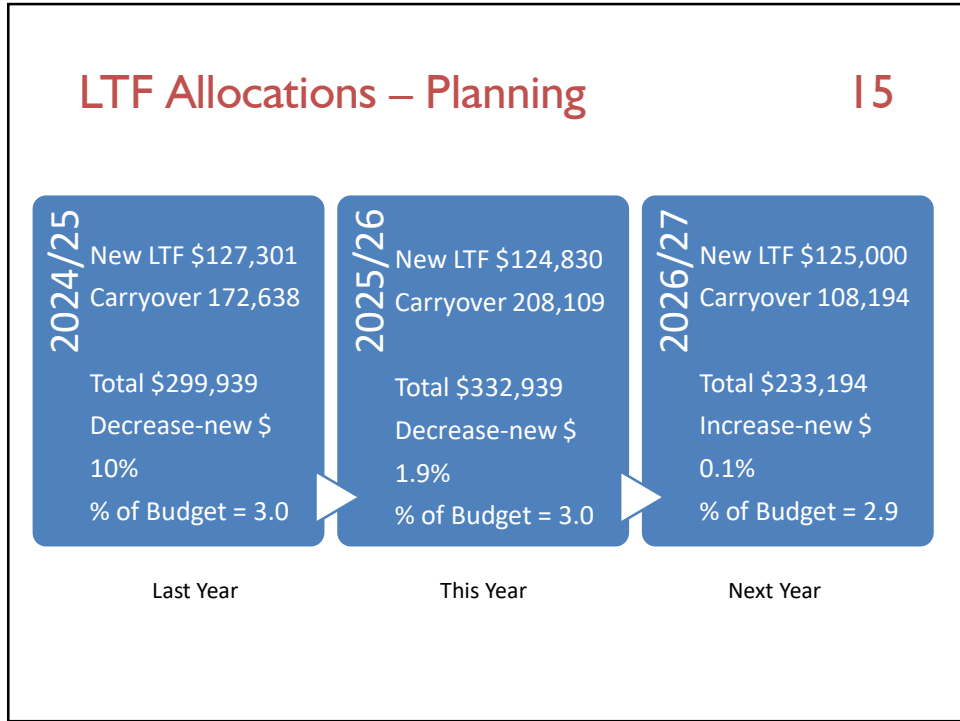 LTF Allocations – Planning 15
2024/25
New LTF $127,301
Carryover 172,638
Total $299,939
Decrease-new $
10%
% of Budget = 3.0
2025/26
New LTF $124,830
Carryover 208,109
Total $332,939
Decrease-new $
1.9%
% of Budget = 3.0
2026/27
New LTF $125,000
Carryover 108,194
Total $233,194
Increase-new $
0.1%
% of Budget = 2.9
Last Year
This Year
Next Year